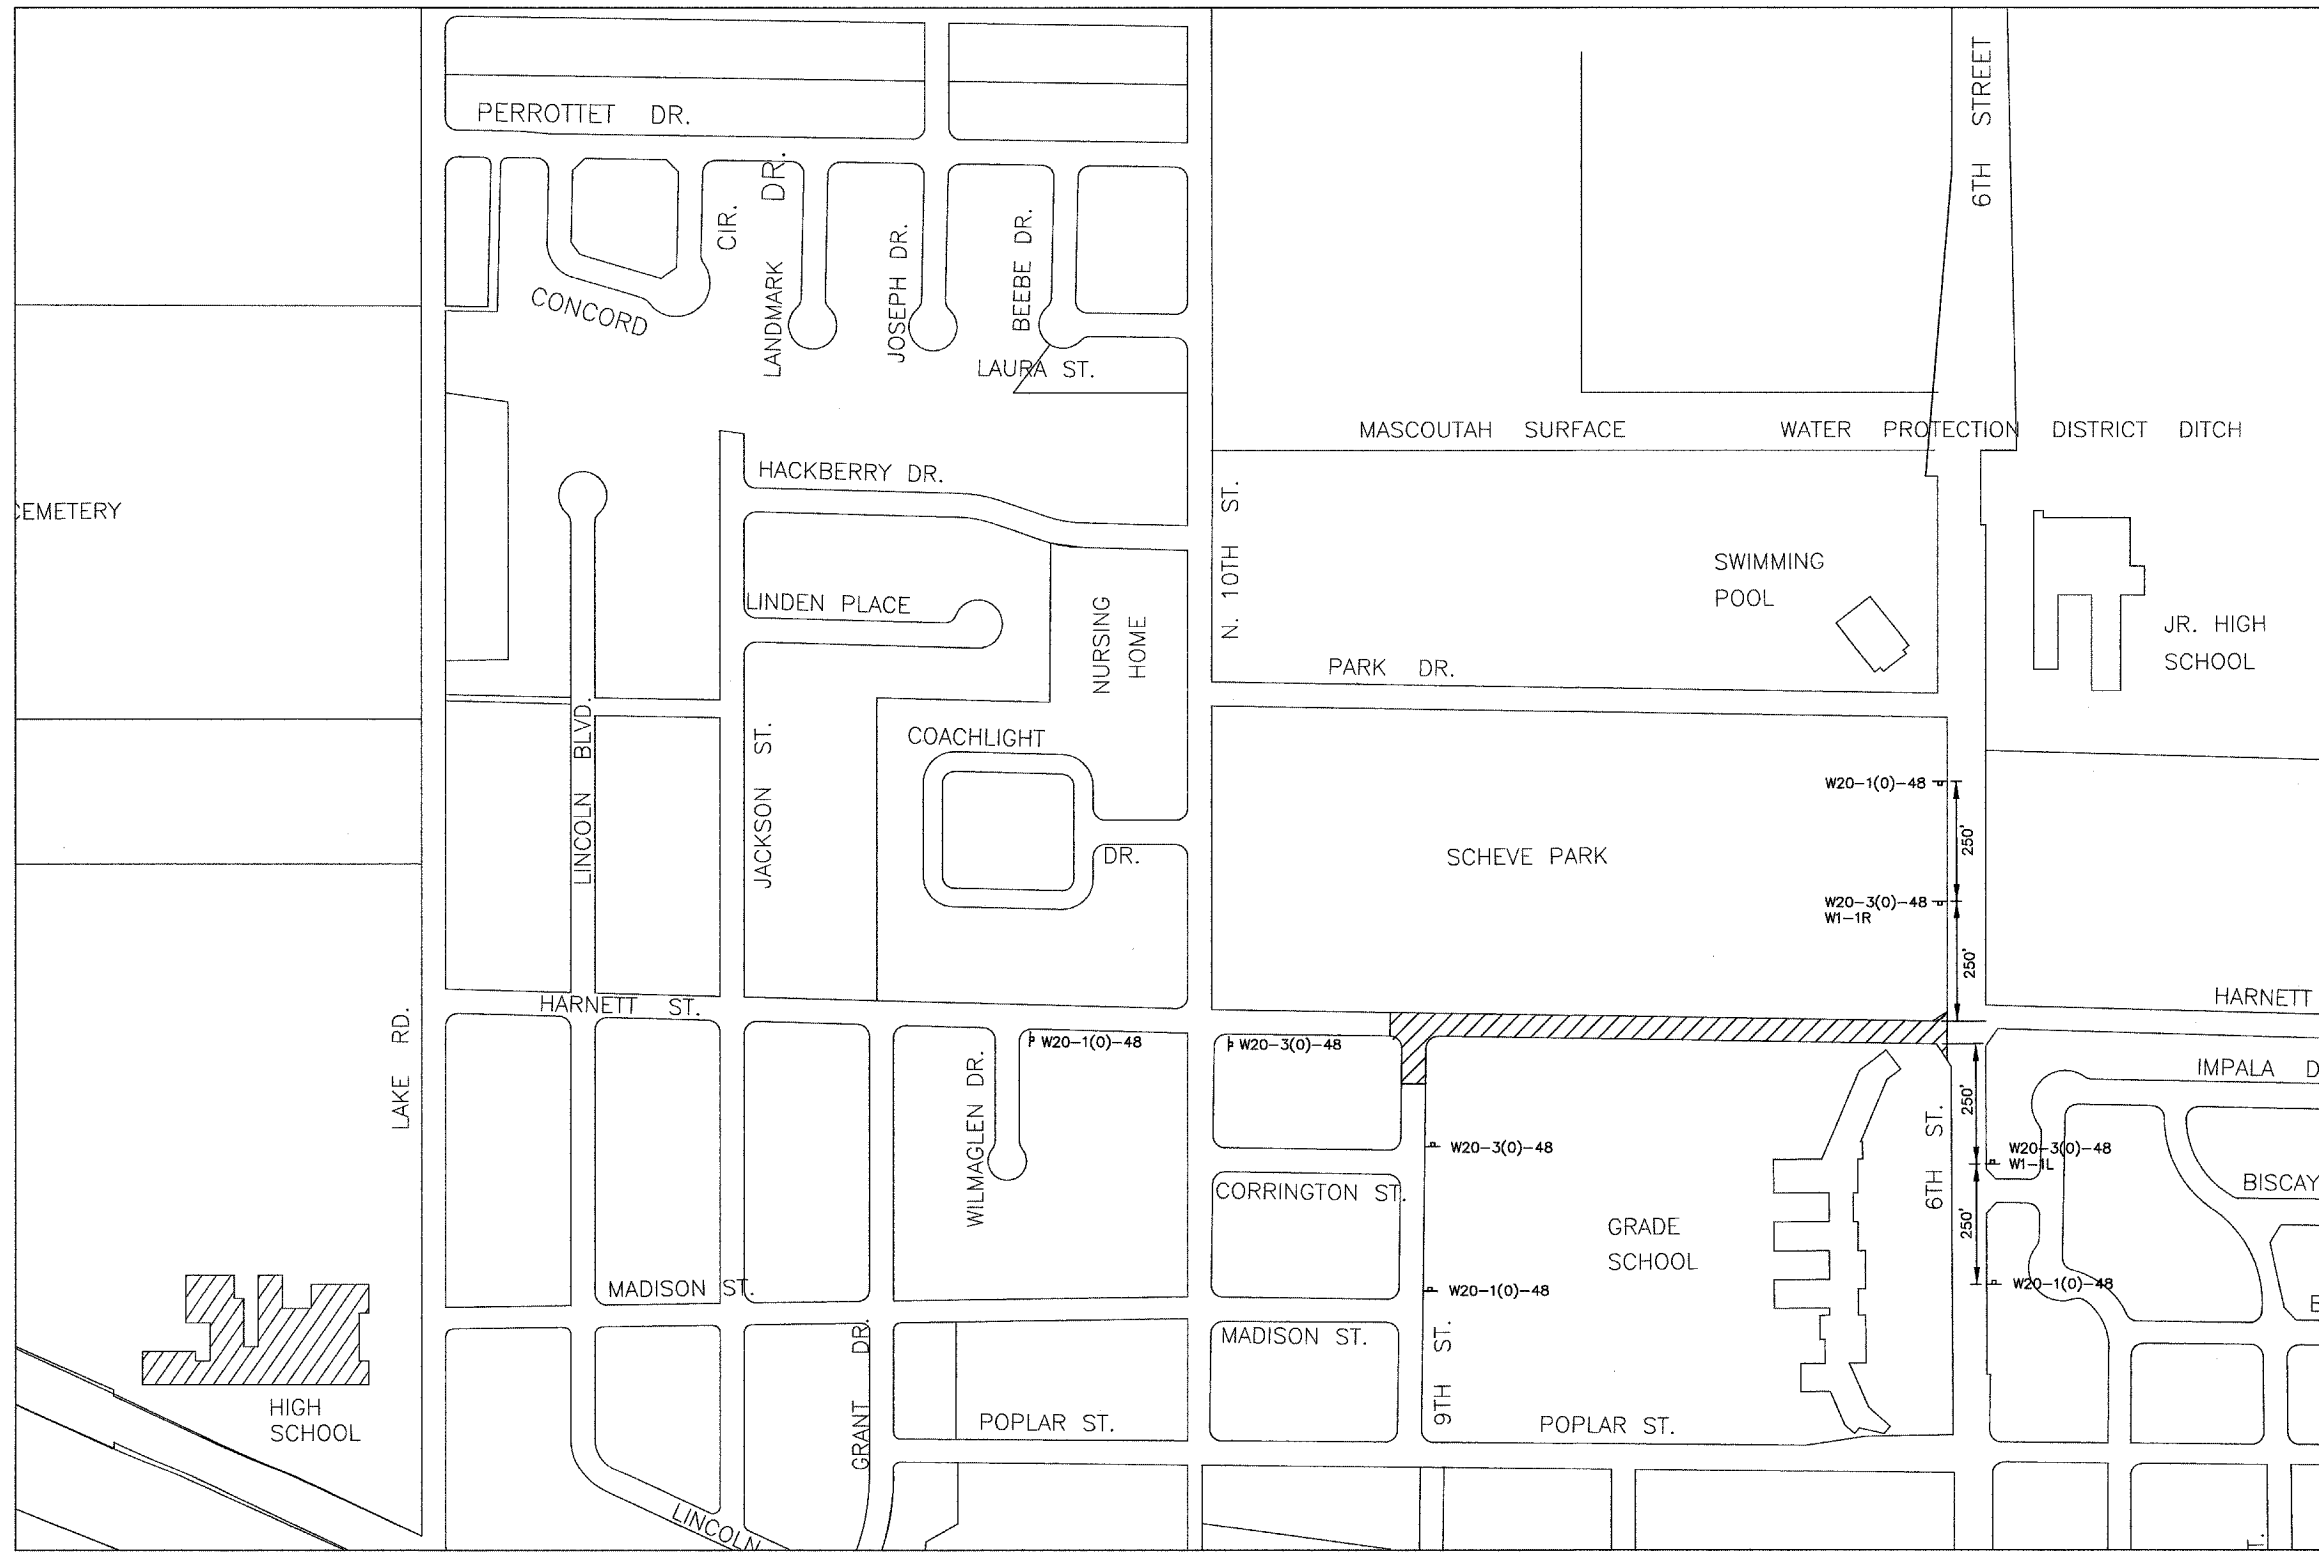 PERROTTET DR.
6TH STREET
CONCORD CIR.
LANDMARK DR.
JOSEPH DR.
BEEBE DR.
LAURA ST.
MASCOUTAH SURFACE WATER PROTECTION DISTRICT DITCH
HACKBERRY DR.
CEMETERY
N. 10TH ST.
SWIMMING
POOL
LINDEN PLACE
NURSING
HOME
JR. HIGH
SCHOOL
PARK DR.
LINCOLN BLVD.
JACKSON ST.
COACHLIGHT
DR.
W20-1(0)-48
250'
SCHEVE PARK
W20-3(0)-48
W1-1R
250'
HARNETT ST.
HARNETT
LAKE RD.
W20-1(0)-48
W20-3(0)-48
IMPALA D
WILMAGLEN DR.
250'
6TH ST.
W20-3(0)-48
W20-3(0)-48
W1-1L
CORRINGTON ST.
BISCAY
GRADE
SCHOOL
250'
MADISON ST.
W20-1(0)-48
W20-1(0)-48
MADISON ST.
9TH ST.
GRANT DR.
HIGH
SCHOOL
POPLAR ST.
POPLAR ST.
LINCOLN
T.